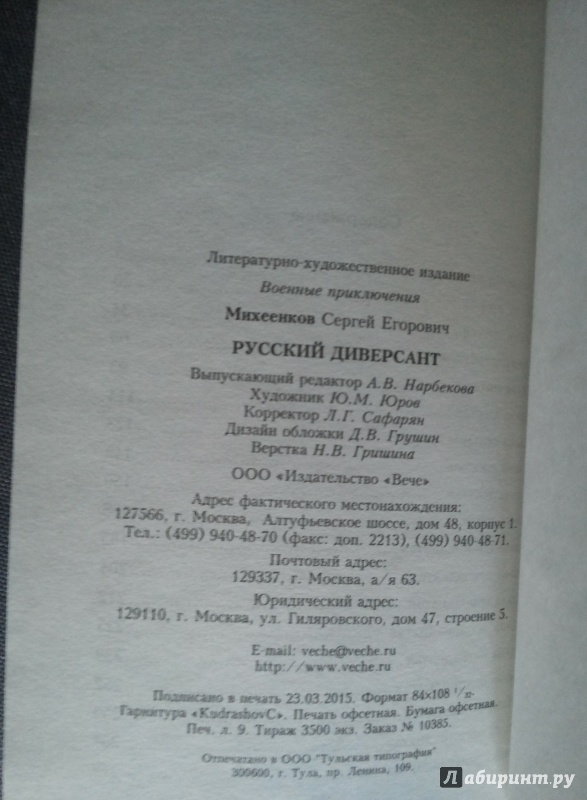 Литературно-художественное издание
Военные приключения
Михеенков Сергей Егорович
РУССКИЙ ДИВЕРСАНТ
Выпускающий редактор А.В. Нарбекова
Художник Ю.М. Юров
Корректор Л.Г. Сафарян
Дизайн обложки Д.В. Грушин
Верстка Н.В. Гришина
ООО «Издательство «Вече»
Адрес фактического местонахождения:
127566, г. Москва, Алтуфьевское шоссе, дом 48, корпус 1.
Тел.: (499) 940-48-70 (факс: доп. 2213), (499) 940-48-71.
Почтовый адрес:
129337, г. Москва, а/я 63.
Юридический адрес:
129110, г. Москва, ул. Гиляровского, дом 47, строение 5.
E-mail: veche@veche.ru
http://www.veche.ru
Подписано в печать 23.03.2015. Формат 84×108 1/32.
Гарнитура «KudrashovC». Печать офсетная. Бумага офсетная.
Печ. л. 9. Тираж 3500 экз. Заказ № 10385.
Отпечатано в ООО "Тульская типография"
300600, г. Тула, пр. Ленина, 109.
Лабиринт.ру